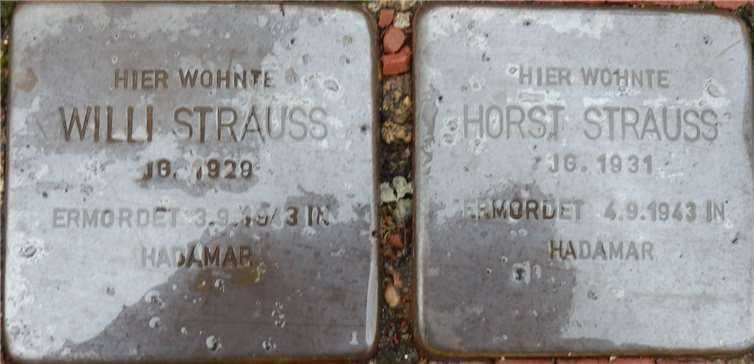 HIER WOHNTE
WILLI STRAUSS
JG. 1929
ERMORDET 3.9.1943 IN
HADAMAR
HIER WOHNTE
HORST STRAUSS
JG. 1931
ERMORDET 4.9.1943 IN
HADAMAR